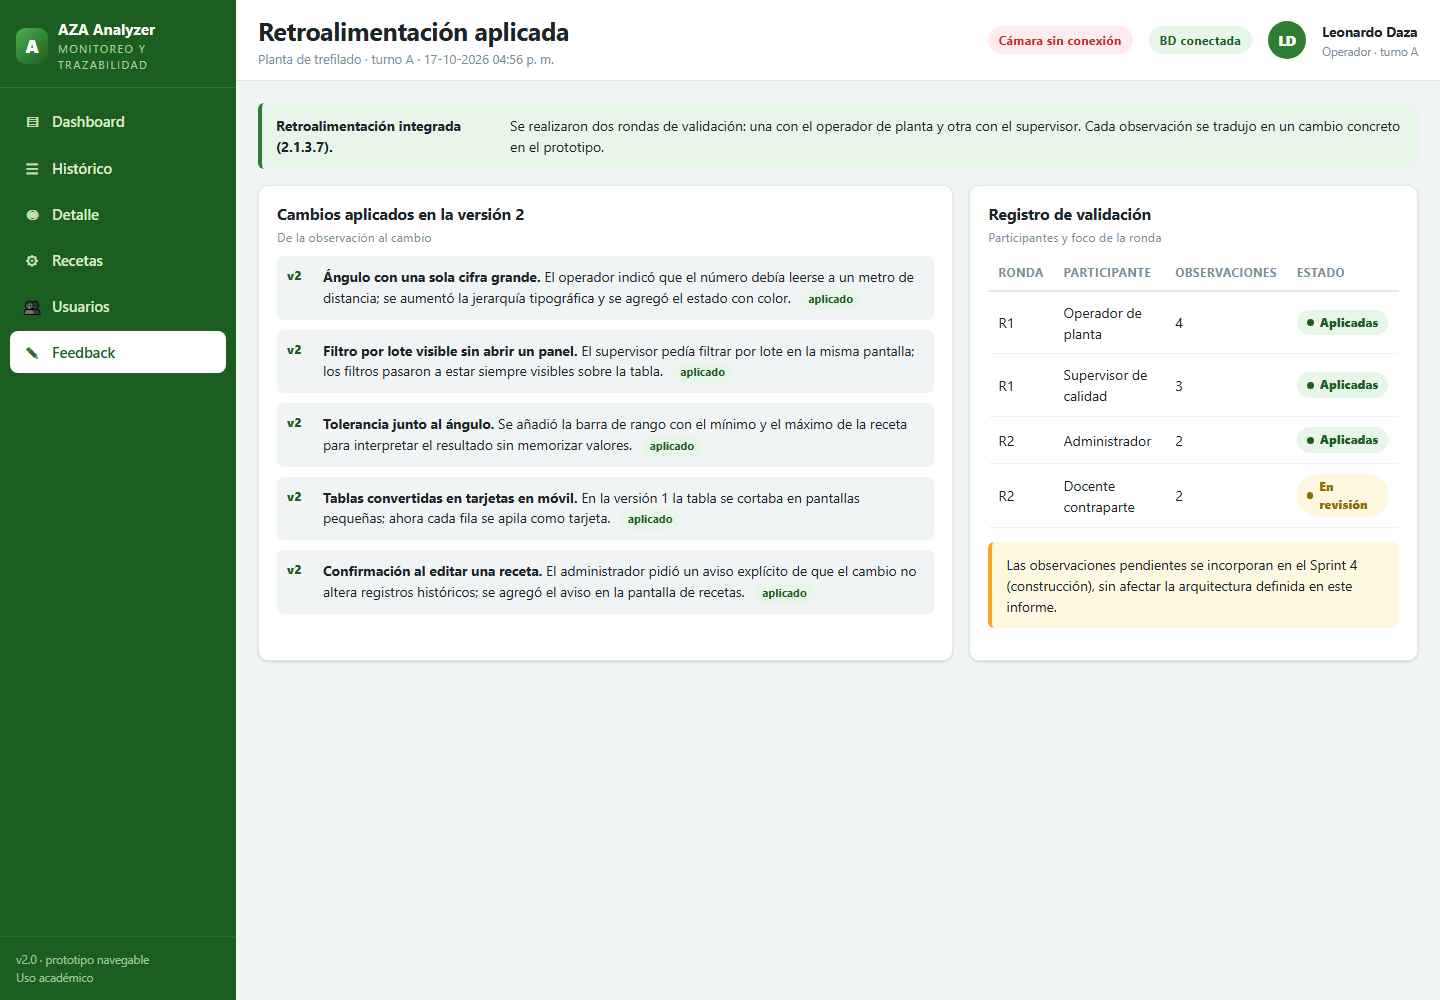 A
AZA Analyzer
MONITOREO Y
TRAZABILIDAD
Dashboard
Histórico
Detalle
Recetas
Usuarios
Feedback
v2.0 · prototipo navegable
Uso académico
Retroalimentación aplicada
Planta de trefilado · turno A · 17-10-2026 04:56 p. m.
Cámara sin conexión
BD conectada
LD
Leonardo Daza
Operador · turno A
Retroalimentación integrada
(2.1.3.7).
Se realizaron dos rondas de validación: una con el operador de planta y otra con el supervisor. Cada observación se tradujo en un cambio concreto
en el prototipo.
Cambios aplicados en la versión 2
De la observación al cambio
v2 Ángulo con una sola cifra grande. El operador indicó que el número debía leerse a un metro de
distancia; se aumentó la jerarquía tipográfica y se agregó el estado con color. aplicado
v2 Filtro por lote visible sin abrir un panel. El supervisor pedía filtrar por lote en la misma pantalla;
los filtros pasaron a estar siempre visibles sobre la tabla. aplicado
v2 Tolerancia junto al ángulo. Se añadió la barra de rango con el mínimo y el máximo de la receta
para interpretar el resultado sin memorizar valores. aplicado
v2 Tablas convertidas en tarjetas en móvil. En la versión 1 la tabla se cortaba en pantallas
pequeñas; ahora cada fila se apila como tarjeta. aplicado
v2 Confirmación al editar una receta. El administrador pidió un aviso explícito de que el cambio no
altera registros históricos; se agregó el aviso en la pantalla de recetas. aplicado
Registro de validación
Participantes y foco de la ronda
RONDA PARTICIPANTE OBSERVACIONES ESTADO
R1 Operador de planta 4 Aplicadas
R1 Supervisor de calidad 3 Aplicadas
R2 Administrador 2 Aplicadas
R2 Docente contraparte 2 En revisión
Las observaciones pendientes se incorporan en el Sprint 4
(construcción), sin afectar la arquitectura definida en este
informe.